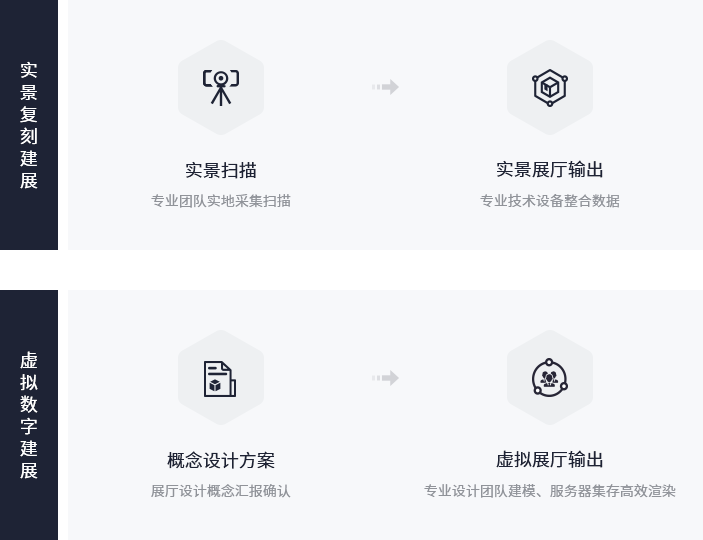 实景复刻建展
实景扫描
专业团队实地采集扫描
实景展厅输出
专业技术设备整合数据
虚拟数字建展
概念设计方案
展厅设计概念汇报确认
虚拟展厅输出
专业设计团队建模、服务器集存高效渲染